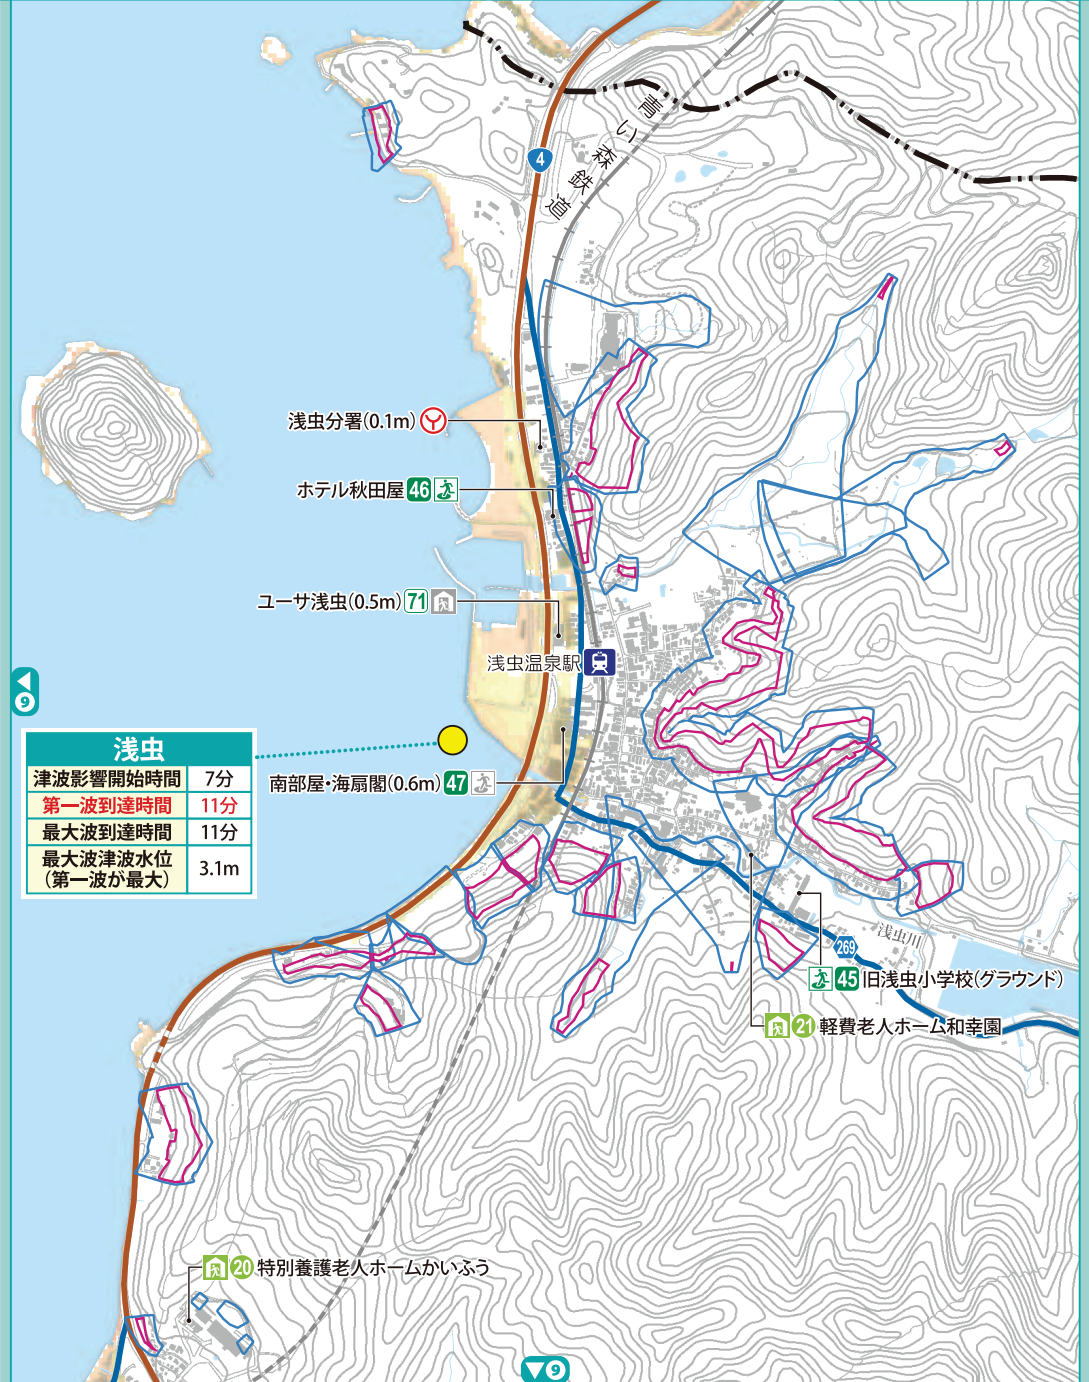 青い森鉄道
4
浅虫分署(0.1m)
ホテル秋田屋 46
ユーサ浅虫(0.5m) 71
浅虫温泉駅
9
浅虫
津波影響開始時間 7分
第一波到達時間 11分
最大波到達時間 11分
最大波津波水位
(第一波が最大) 3.1m
南部屋・海扇閣(0.6m) 47
浅虫川
269
45 旧浅虫小学校(グラウンド)
21 軽費老人ホーム和幸園
20 特別養護老人ホームかいふう
9